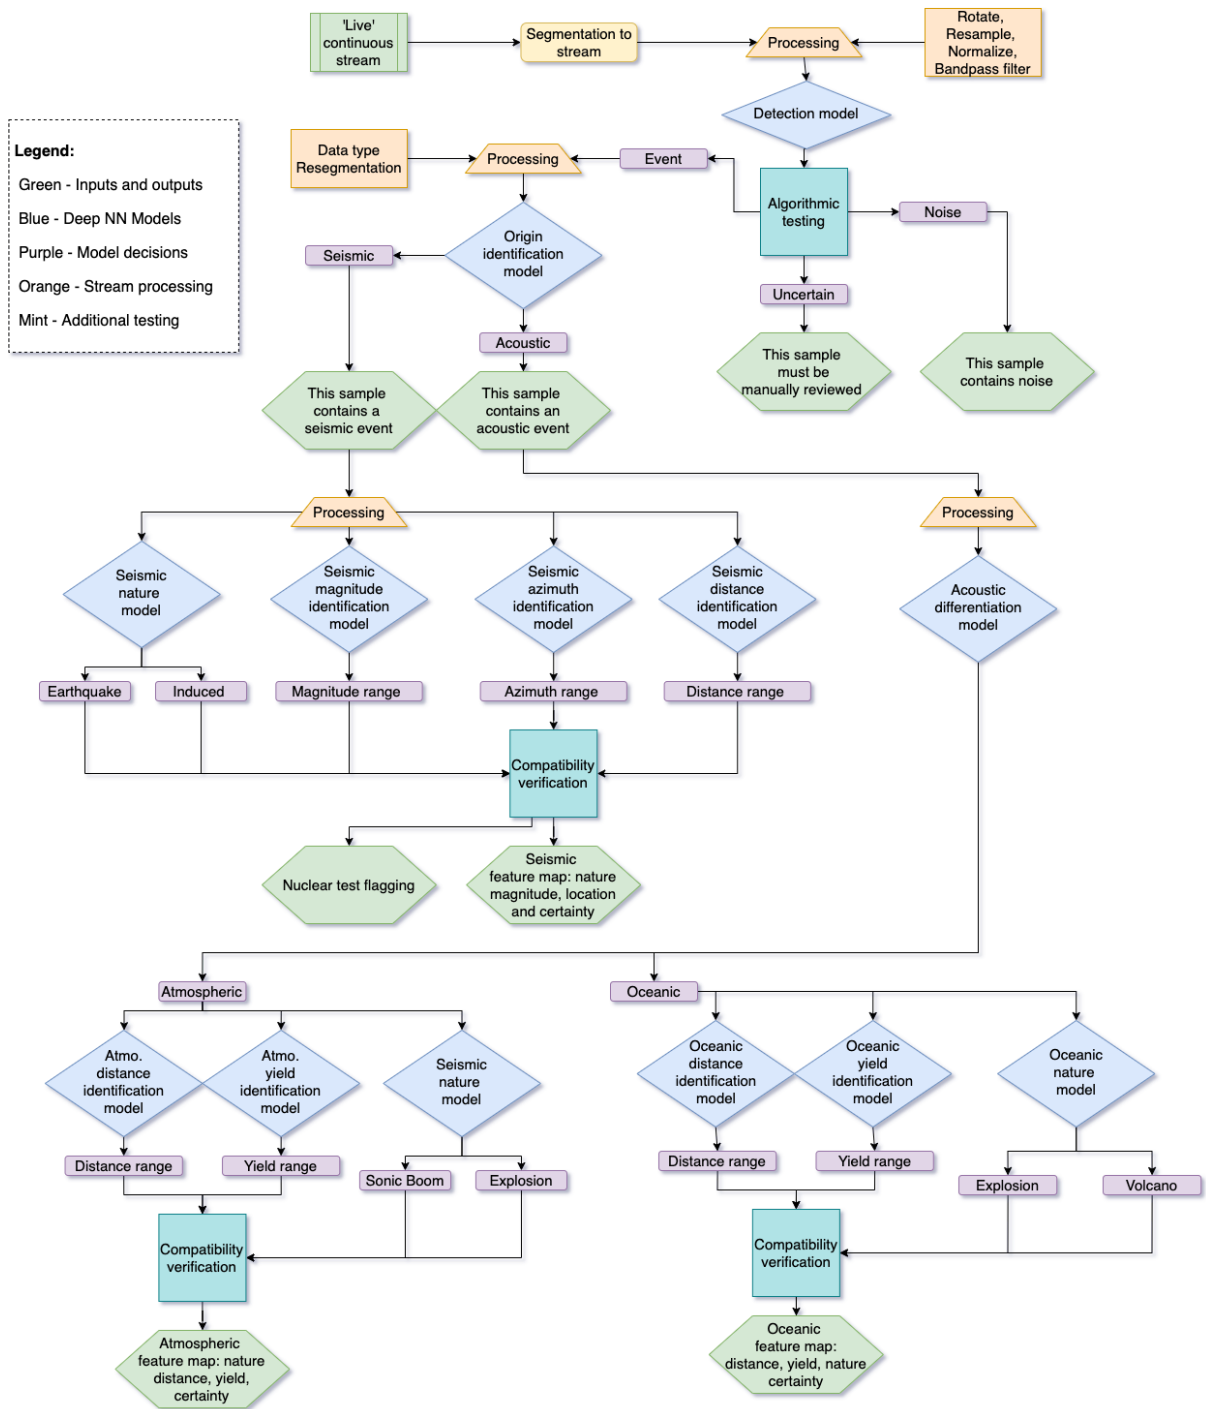 'Live'
continuous
stream
Segmentation to
stream
Processing
Rotate,
Resample,
Normalize,
Bandpass filter
Detection model
Legend:
Green - Inputs and outputs
Blue - Deep NN Models
Purple - Model decisions
Orange - Stream processing
Mint - Additional testing
Data type
Resegmentation
Processing
Event
Algorithmic
testing
Noise
Origin
identification
model
Seismic
Uncertain
Acoustic
This sample
must be
manually reviewed
This sample
contains noise
This sample
contains a
seismic event
This sample
contains an
acoustic event
Processing
Processing
Seismic
nature
model
Seismic
magnitude
identification
model
Seismic
azimuth
identification
model
Seismic
distance
identification
model
Acoustic
differentiation
model
Earthquake
Induced
Magnitude range
Azimuth range
Distance range
Compatibility
verification
Nuclear test flagging
Seismic
feature map: nature
magnitude, location
and certainty
Atmospheric
Oceanic
Atmo.
distance
identification
model
Atmo.
yield
identification
model
Seismic
nature
model
Oceanic
distance
identification
model
Oceanic
yield
identification
model
Oceanic
nature
model
Distance range
Yield range
Sonic Boom
Explosion
Distance range
Yield range
Explosion
Volcano
Compatibility
verification
Compatibility
verification
Atmospheric
feature map: nature
distance, yield,
certainty
Oceanic
feature map:
distance, yield, nature
certainty